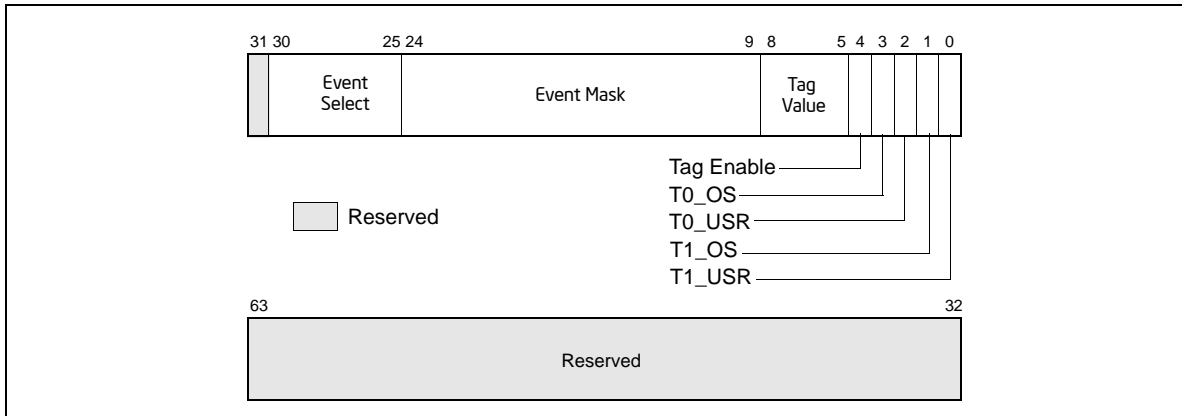 31 30 25 24 9 8 5 4 3 2 1 0
Event
Select
Event Mask
Tag
Value
Tag Enable
T0_OS
T0_USR
T1_OS
T1_USR
Reserved
63 32
Reserved